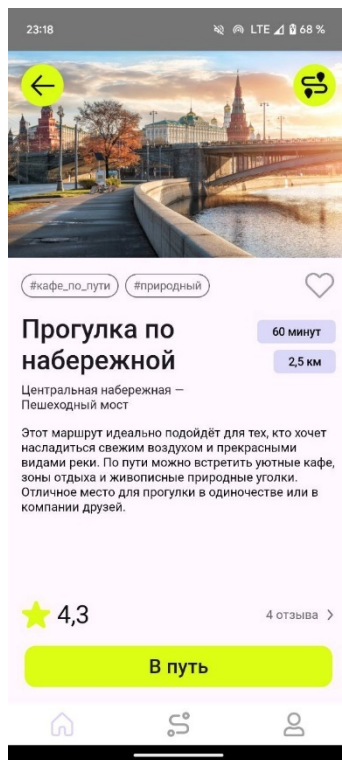 23:18 LTE 68 %
#кафе_по_пути #природный
Прогулка по
набережной
60 минут
2,5 км
Центральная набережная —
Пешеходный мост
Этот маршрут идеально подойдёт для тех, кто хочет
насладиться свежим воздухом и прекрасными
видами реки. По пути можно встретить уютные кафе,
зоны отдыха и живописные природные уголки.
Отличное место для прогулки в одиночестве или в
компании друзей.
4,3
4 отзыва
В путь